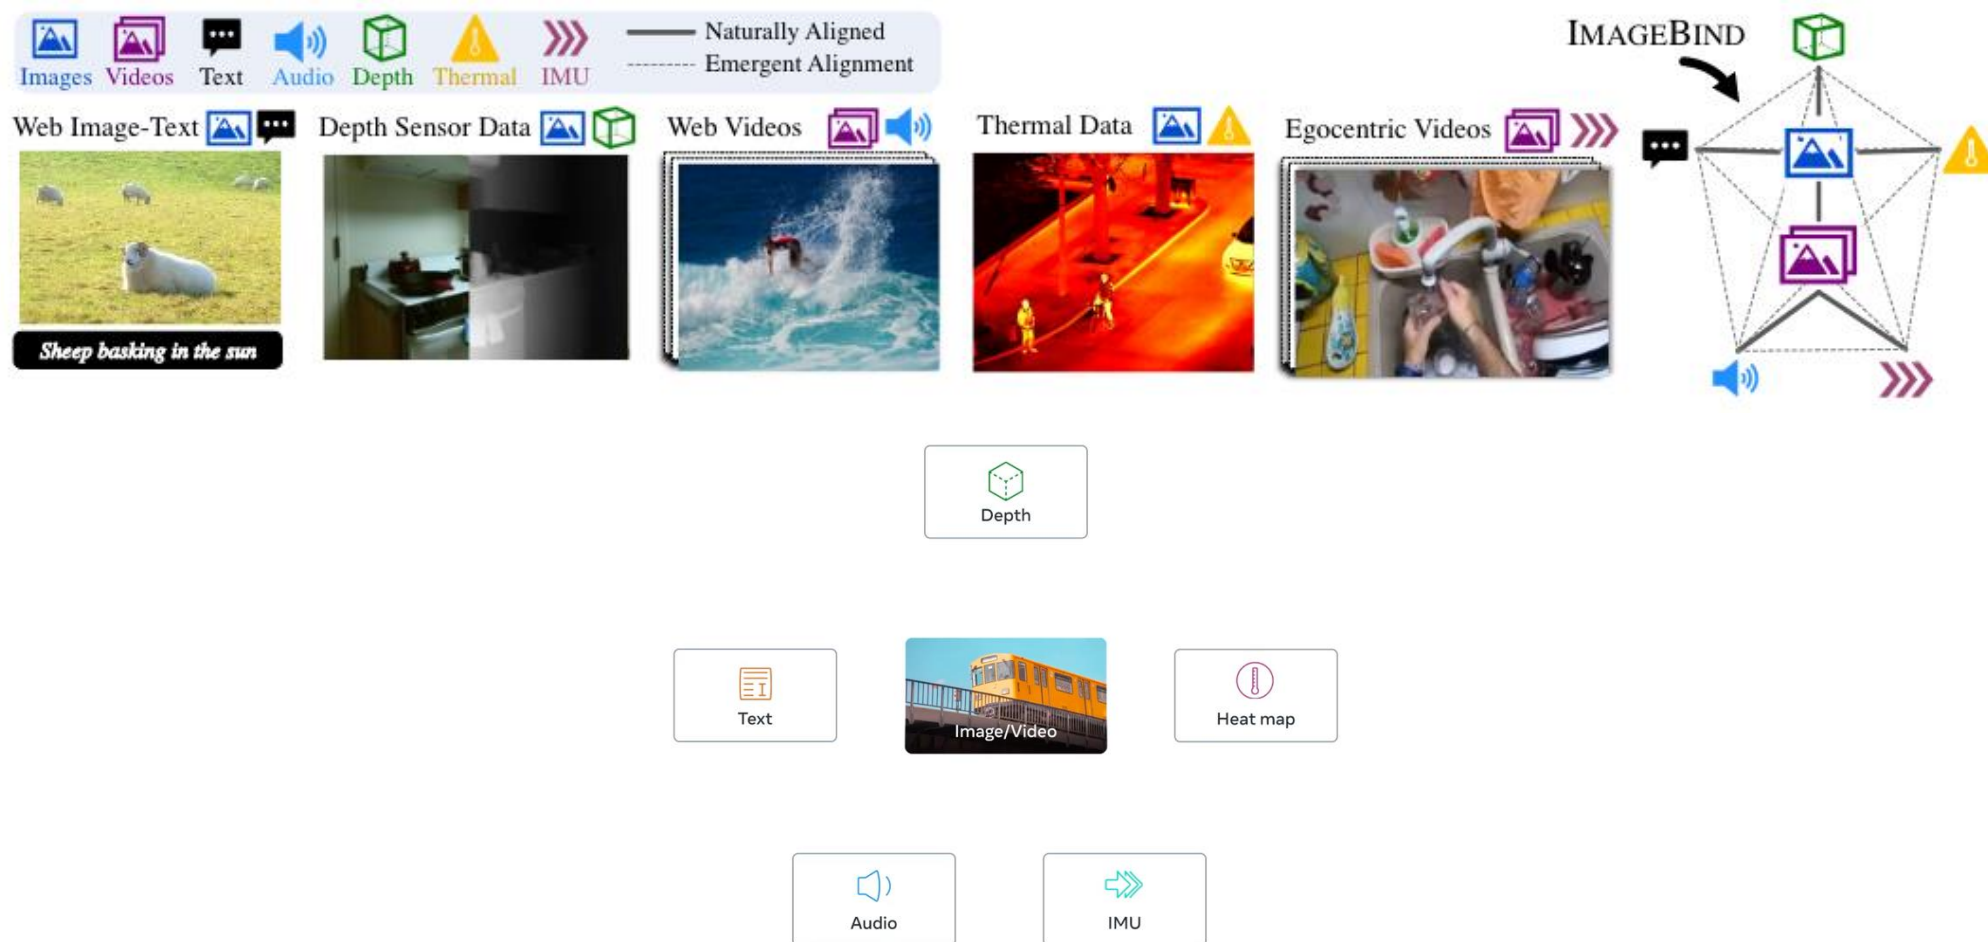 Images Videos Text Audio Depth Thermal IMU
Naturally Aligned
Emergent Alignment
IMAGEBIND
Web Image-Text
Depth Sensor Data
Web Videos
Thermal Data
Egocentric Videos
Sheep basking in the sun
Depth
Text
Image/Video
Heat map
Audio
IMU